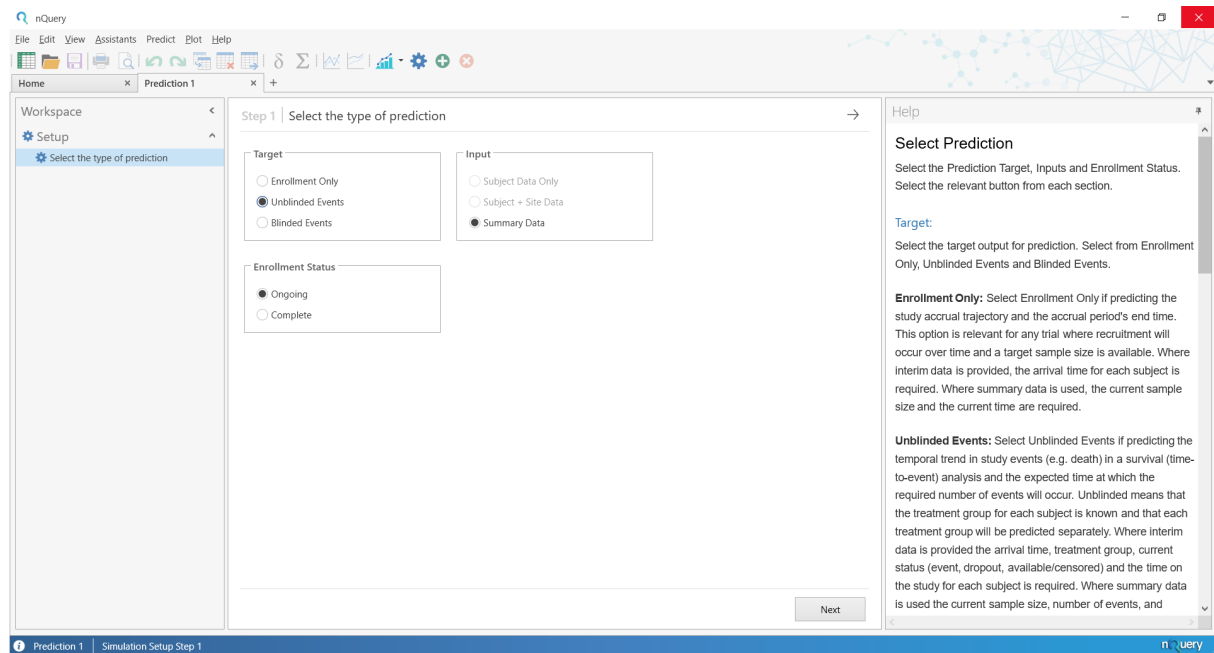 nQuery
File Edit View Assistants Predict Plot Help
Home × Prediction 1 × +
Workspace
Setup
Select the type of prediction
Step 1 Select the type of prediction
Target
Enrollment Only
Unblinded Events
Blinded Events
Input
Subject Data Only
Subject + Site Data
Summary Data
Enrollment Status
Ongoing
Complete
Next
Help
Select Prediction
Select the Prediction Target, Inputs and Enrollment Status.
Select the relevant button from each section.
Target:
Select the target output for prediction. Select from Enrollment
Only, Unblinded Events and Blinded Events.
Enrollment Only: Select Enrollment Only if predicting the
study accrual trajectory and the accrual period's end time.
This option is relevant for any trial where recruitment will
occur over time and a target sample size is available. Where
interim data is provided, the arrival time for each subject is
required. Where summary data is used, the current sample
size and the current time are required.
Unblinded Events: Select Unblinded Events if predicting the
temporal trend in study events (e.g. death) in a survival (time-
to-event) analysis and the expected time at which the
required number of events will occur. Unblinded means that
the treatment group for each subject is known and that each
treatment group will be predicted separately. Where interim
data is provided the arrival time, treatment group, current
status (event, dropout, available/censored) and the time on
the study for each subject is required. Where summary data
is used the current sample size, number of events, and
Prediction 1 Simulation Setup Step 1
nQuery